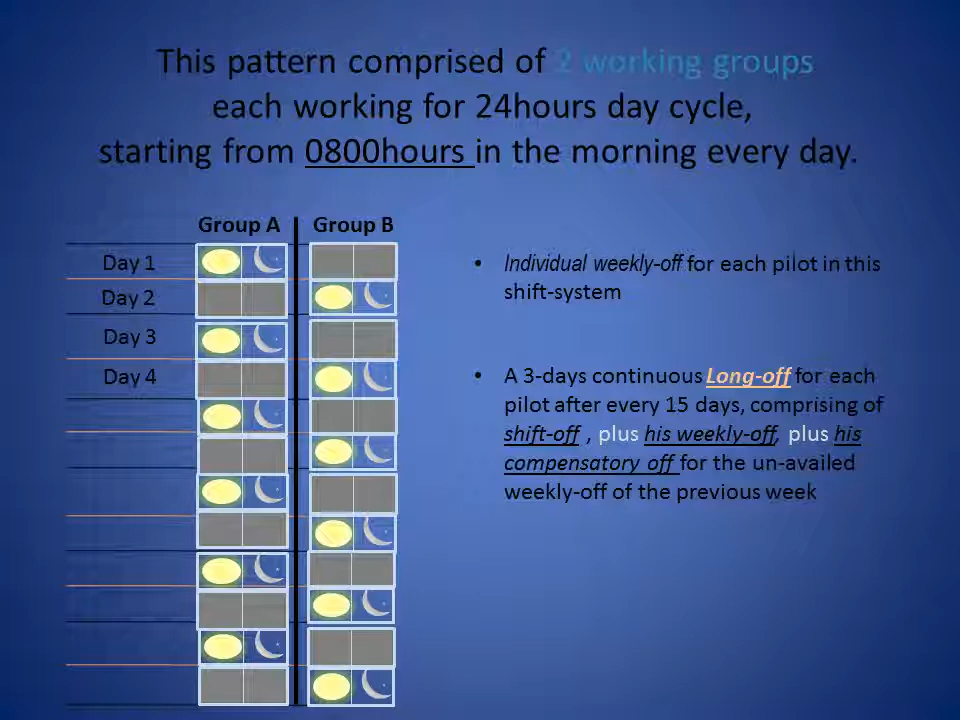 This pattern comprised of 2 working groups
each working for 24hours day cycle,
starting from 0800hours in the morning every day.
Group A
Group B
Day 1
Day 2
Day 3
Day 4
• Individual weekly-off for each pilot in this
shift-system
• A 3-days continuous Long-off for each
pilot after every 15 days, comprising of
shift-off , plus his weekly-off, plus his
compensatory off for the un-availed
weekly-off of the previous week